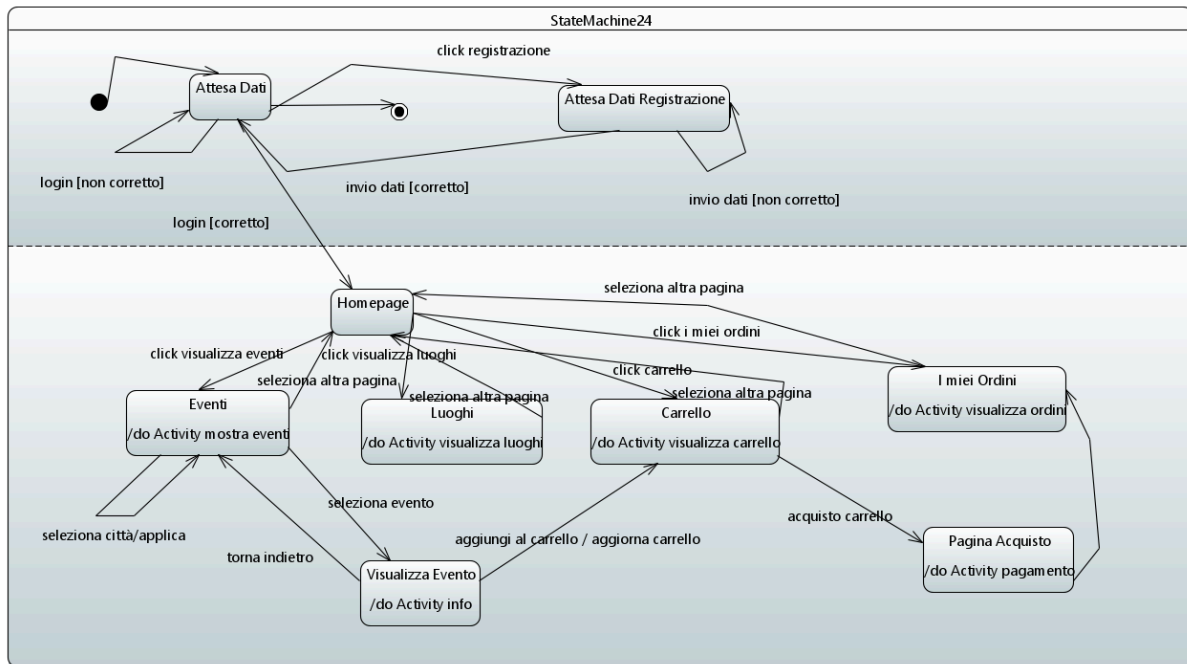 StateMachine24
click registrazione
Attesa Dati
Attesa Dati Registrazione
login [non corretto]
invio dati [corretto]
invio dati [non corretto]
login [corretto]
seleziona altra pagina
Homepage
click i miei ordini
click visualizza eventi
click visualizza luoghi
click carrello
seleziona altra pagina
seleziona altra pagina
seleziona altra pagina
I miei Ordini
/do Activity visualizza ordini
Eventi
/do Activity mostra eventi
Luoghi
/do Activity visualizza luoghi
Carrello
/do Activity visualizza carrello
seleziona evento
seleziona città/applica
torna indietro
aggiungi al carrello / aggiorna carrello
acquisto carrello
Visualizza Evento
/do Activity info
Pagina Acquisto
/do Activity pagamento